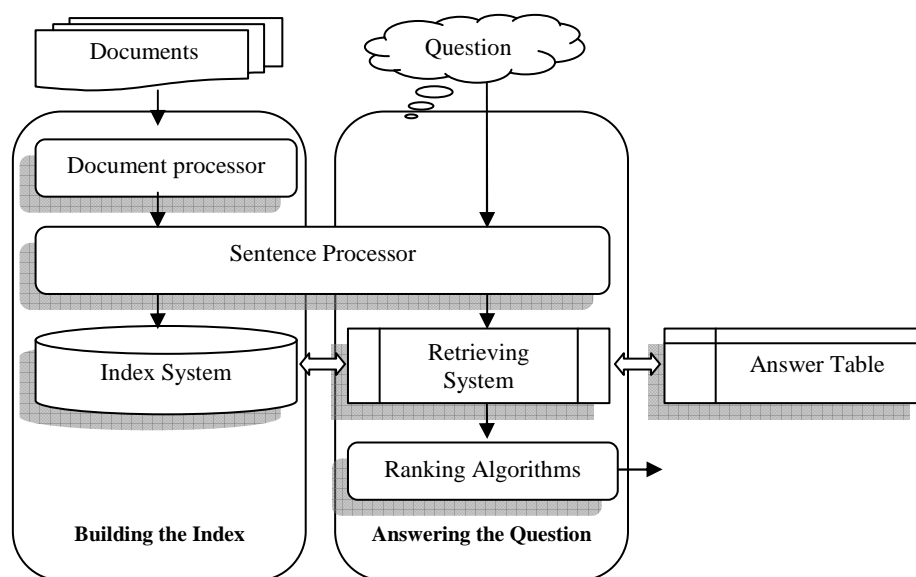 Documents
Question
Document processor
Sentence Processor
Index System
Retrieving
System
Answer Table
Ranking Algorithms
Building the Index
Answering the Question